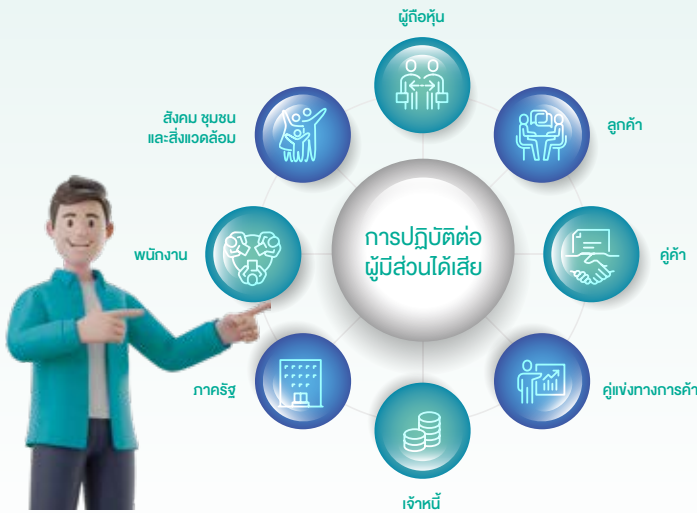 ผู้ถือหุ้น
ลูกค้า
คู่ค้า
คู่แข่งทางการค้า
เจ้าหนี้
ภาครัฐ
พนักงาน
สังคม ชุมชน
และสิ่งแวดล้อม
การปฏิบัติต่อ
ผู้มีส่วนได้เสีย